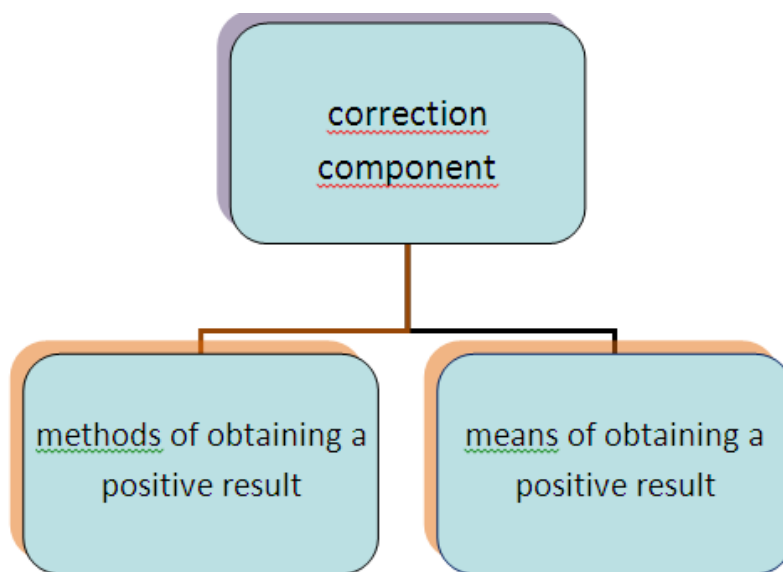 correction
component
methods of obtaining a
positive result
means of obtaining a
positive result